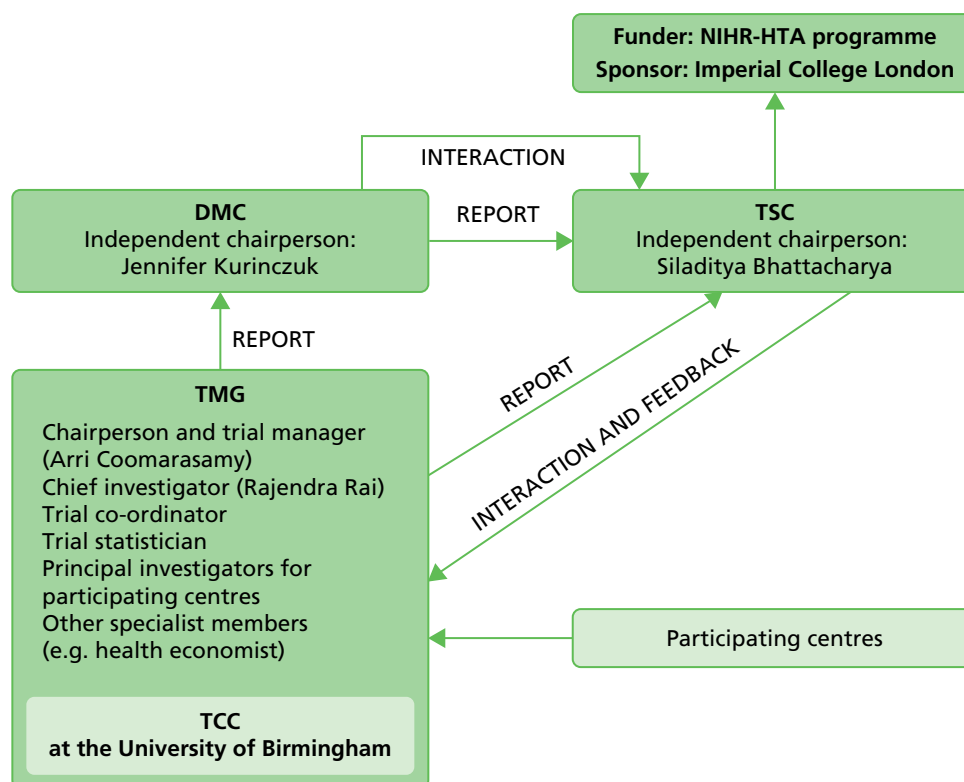 Funder: NIHR-HTA programme
Sponsor: Imperial College London
INTERACTION
DMC
Independent chairperson:
Jennifer Kurinczuk
REPORT
TSC
Independent chairperson:
Siladitya Bhattacharya
REPORT
TMG
Chairperson and trial manager
(Arri Coomarasamy)
Chief investigator (Rajendra Rai)
Trial co-ordinator
Trial statistician
Principal investigators for
participating centres
Other specialist members
(e.g. health economist)
REPORT
INTERACTION AND FEEDBACK
Participating centres
TCC
at the University of Birmingham